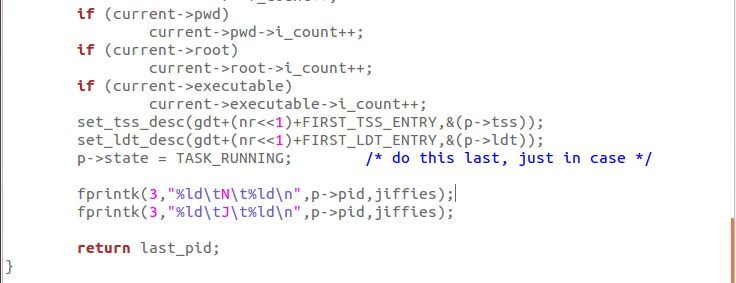 if (current->pwd)
current->pwd->i_count++;
if (current->root)
current->root->i_count++;
if (current->executable)
current->executable->i_count++;
set_tss_desc(gdt+(nr<<1)+FIRST_TSS_ENTRY,&(p->tss));
set_ldt_desc(gdt+(nr<<1)+FIRST_LDT_ENTRY,&(p->ldt));
p->state = TASK_RUNNING; /* do this last, just in case */
fprintk(3,"%ld\tN\t%ld\n",p->pid,jiffies);
fprintk(3,"%ld\tJ\t%ld\n",p->pid,jiffies);
return last_pid;
}